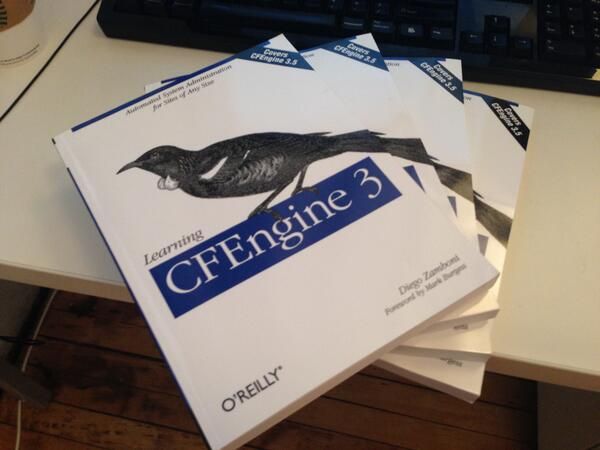 Automated System Administration
for Sites of Any Size
Covers
CFEngine 3.5
Covers
CFEngine 3.5
Covers
CFEngine 3.5
Covers
CFEngine 3.5
Learning
CFEngine 3
Diego Zamboni
Foreword by Mark Burgess
O'REILLY®